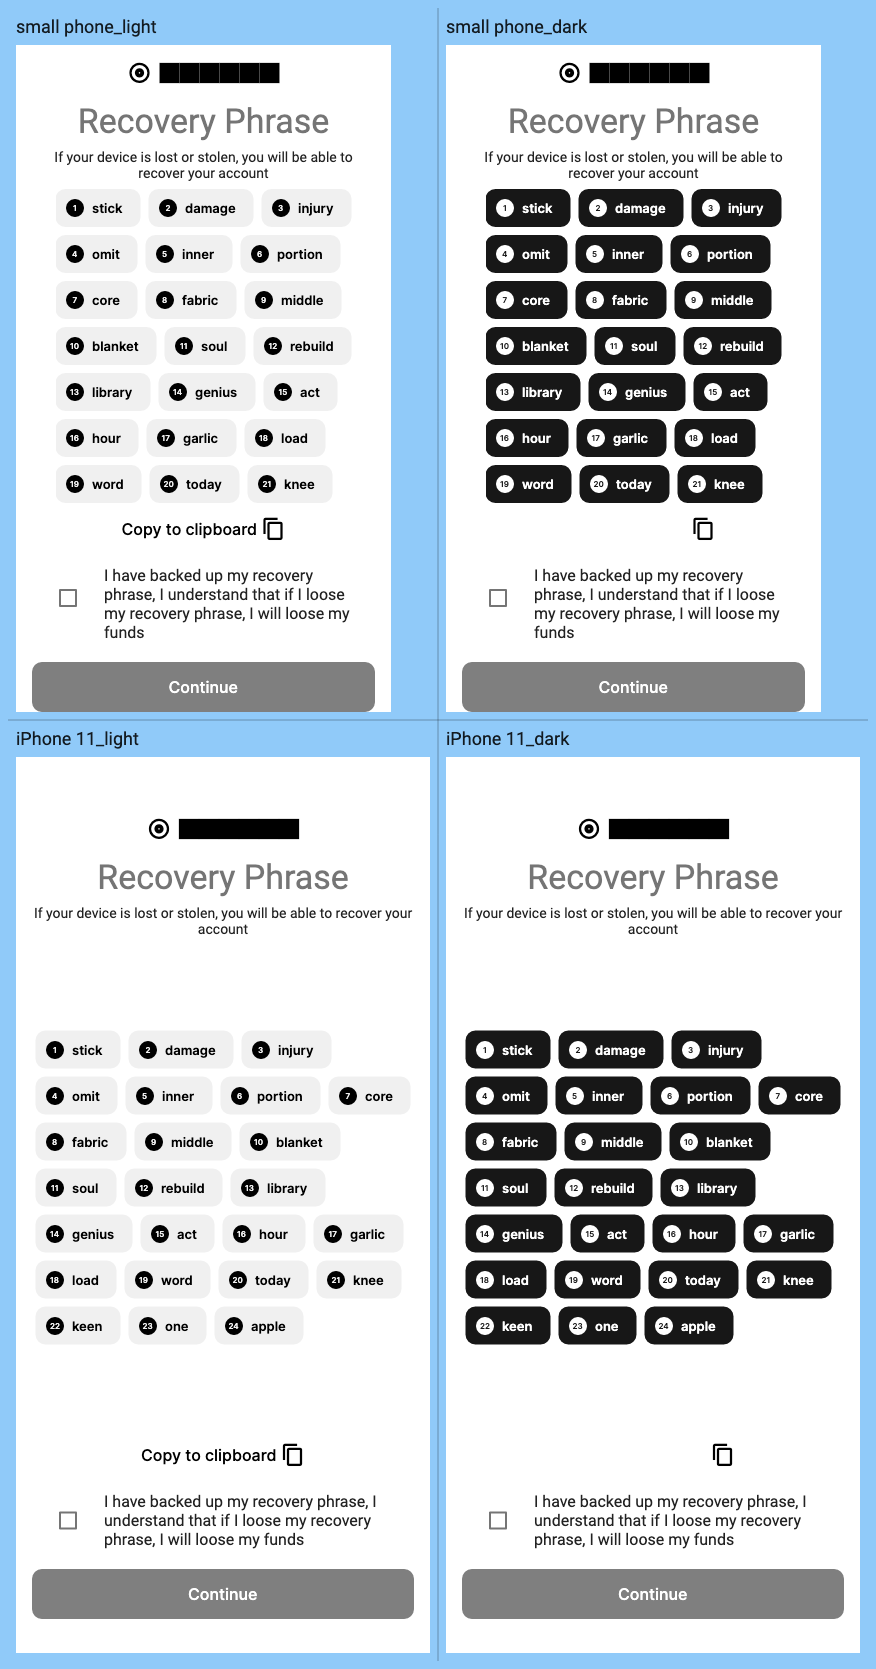 small phone_light
Recovery Phrase
If your device is lost or stolen, you will be able to
recover your account
1 stick 2 damage 3 injury
4 omit 5 inner 6 portion
7 core 8 fabric 9 middle
10 blanket 11 soul 12 rebuild
13 library 14 genius 15 act
16 hour 17 garlic 18 load
19 word 20 today 21 knee
Copy to clipboard
I have backed up my recovery
phrase, I understand that if I loose
my recovery phrase, I will loose my
funds
Continue
small phone_dark
Recovery Phrase
If your device is lost or stolen, you will be able to
recover your account
1 stick 2 damage 3 injury
4 omit 5 inner 6 portion
7 core 8 fabric 9 middle
10 blanket 11 soul 12 rebuild
13 library 14 genius 15 act
16 hour 17 garlic 18 load
19 word 20 today 21 knee
I have backed up my recovery
phrase, I understand that if I loose
my recovery phrase, I will loose my
funds
Continue
iPhone 11_light
Recovery Phrase
If your device is lost or stolen, you will be able to recover your
account
1 stick 2 damage 3 injury
4 omit 5 inner 6 portion 7 core
8 fabric 9 middle 10 blanket
11 soul 12 rebuild 13 library
14 genius 15 act 16 hour 17 garlic
18 load 19 word 20 today 21 knee
22 keen 23 one 24 apple
Copy to clipboard
I have backed up my recovery phrase, I
understand that if I loose my recovery
phrase, I will loose my funds
Continue
iPhone 11_dark
Recovery Phrase
If your device is lost or stolen, you will be able to recover your
account
1 stick 2 damage 3 injury
4 omit 5 inner 6 portion 7 core
8 fabric 9 middle 10 blanket
11 soul 12 rebuild 13 library
14 genius 15 act 16 hour 17 garlic
18 load 19 word 20 today 21 knee
22 keen 23 one 24 apple
I have backed up my recovery phrase, I
understand that if I loose my recovery
phrase, I will loose my funds
Continue